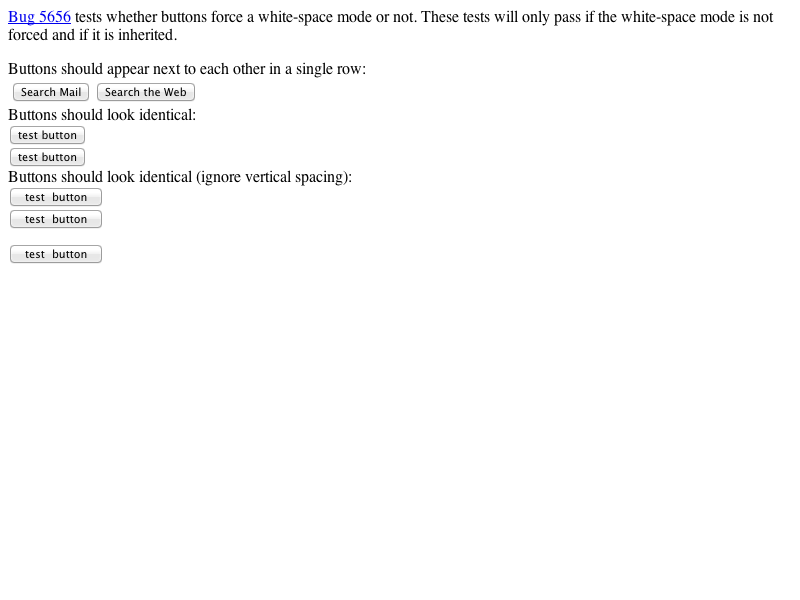 Bug 5656 tests whether buttons force a white-space mode or not. These tests will only pass if the white-space mode is not
forced and if it is inherited.
Buttons should appear next to each other in a single row:
Search Mail Search the Web
Buttons should look identical:
test button
test button
Buttons should look identical (ignore vertical spacing):
test  button
test  button
test  button